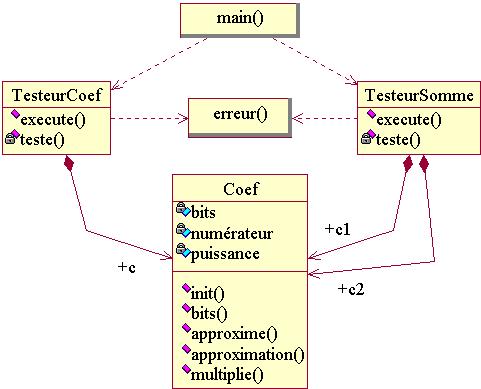 main()
TesteurCoef
execute()
teste()
erreur()
TesteurSomme
execute()
teste()
Coef
bits
numérateur
puissance
init()
bits()
approxime()
approximation()
multiplie()
+c
+c1
+c2